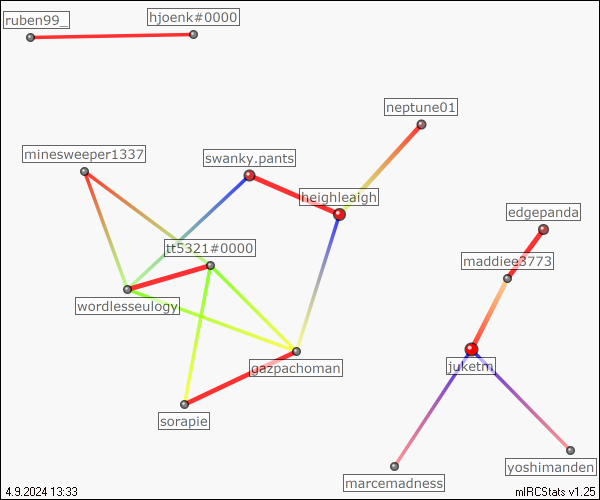 ruben99_
hjoenk#0000
neptune01
minesweeper1337
swanky.pants
heighleaigh
edgepanda
tt5321#0000
maddiee3773
wordlesseulogy
gazpachoman
juketm
sorapie
yoshimanden
marcemadness
4.9.2024 13:33
mIRCStats v1.25